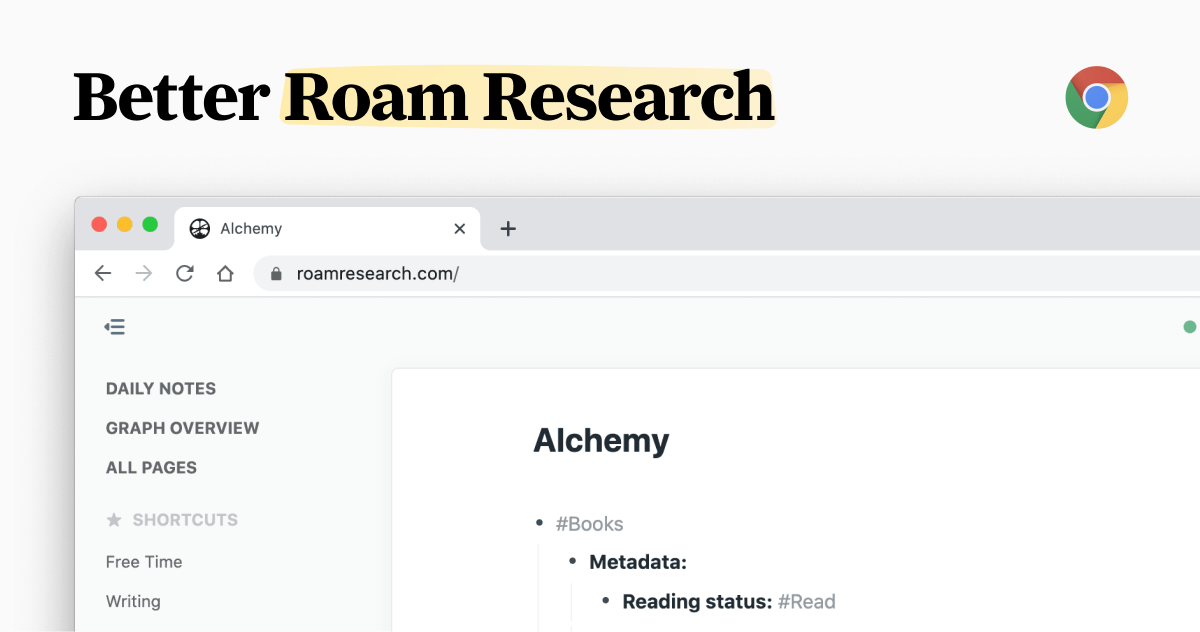 Better Roam Research
Alchemy
roamresearch.com/
DAILY NOTES
GRAPH OVERVIEW
ALL PAGES
SHORTCUTS
Free Time
Writing
Alchemy
#Books
Metadata:
Reading status: #Read